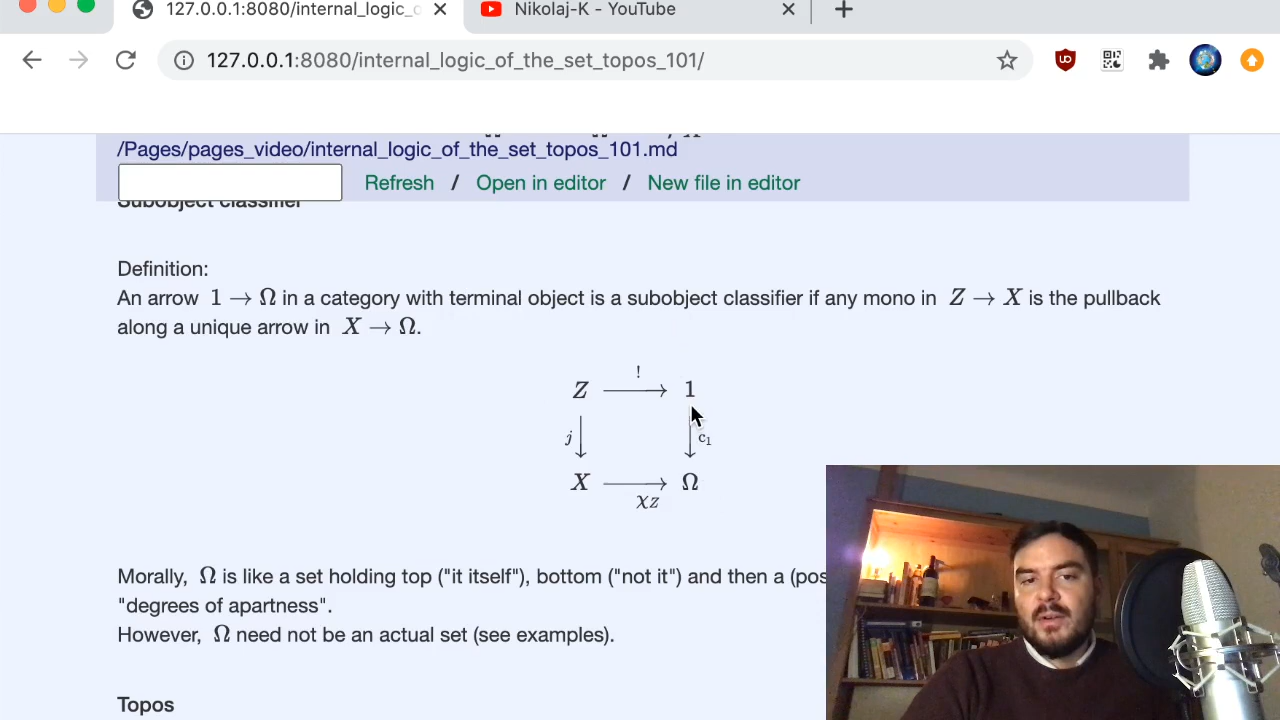 127.0.0.1:8080/internal_logic_c
Nikolaj-K - YouTube
127.0.0.1:8080/internal_logic_of_the_set_topos_101/
/Pages/pages_video/internal_logic_of_the_set_topos_101.md
Refresh / Open in editor / New file in editor
Subobject classifier
Definition:
An arrow 1 → Ω in a category with terminal object is a subobject classifier if any mono in Z → X is the pullback
along a unique arrow in X → Ω.
!
Z 1
j c₁
X Ω
χ_Z
Morally, Ω is like a set holding top ("it itself"), bottom ("not it") and then a (pos
"degrees of apartness".
However, Ω need not be an actual set (see examples).
Topos